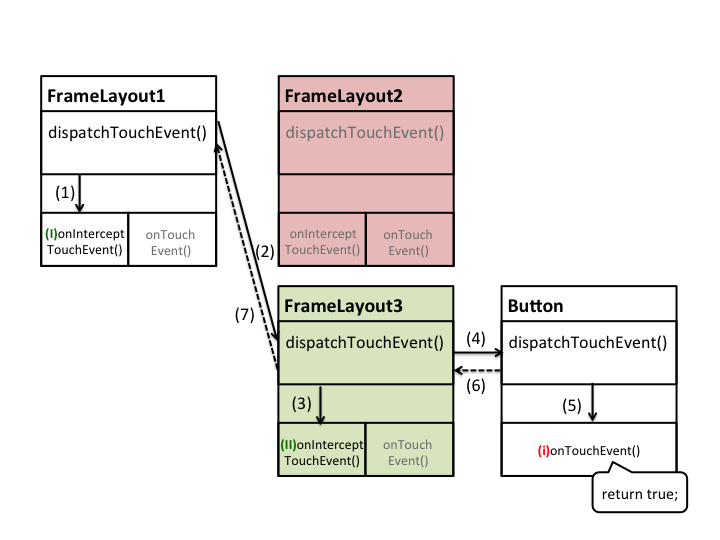 FrameLayout1
dispatchTouchEvent()
(1)
(I)onIntercept
TouchEvent()
onTouch
Event()
FrameLayout2
dispatchTouchEvent()
onIntercept
TouchEvent()
onTouch
Event()
(2)
(7)
FrameLayout3
dispatchTouchEvent()
(3)
(II)onIntercept
TouchEvent()
onTouch
Event()
(4)
(6)
Button
dispatchTouchEvent()
(5)
(i)onTouchEvent()
return true;